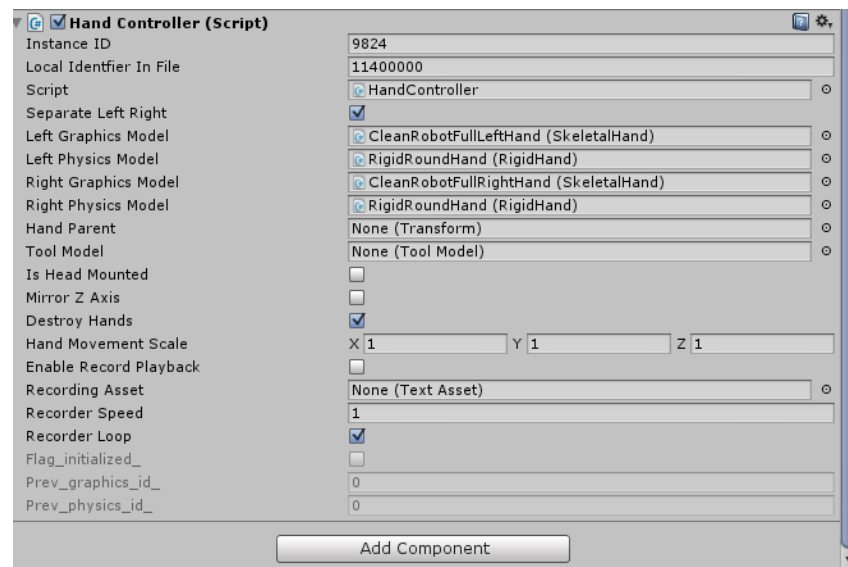 Hand Controller (Script)
Instance ID 9824
Local Identfier In File 11400000
Script HandController
Separate Left Right
Left Graphics Model CleanRobotFullLeftHand (SkeletalHand)
Left Physics Model RigidRoundHand (RigidHand)
Right Graphics Model CleanRobotFullRightHand (SkeletalHand)
Right Physics Model RigidRoundHand (RigidHand)
Hand Parent None (Transform)
Tool Model None (Tool Model)
Is Head Mounted
Mirror Z Axis
Destroy Hands
Hand Movement Scale X 1 Y 1 Z 1
Enable Record Playback
Recording Asset None (Text Asset)
Recorder Speed 1
Recorder Loop
Flag_initialized_
Prev_graphics_id_ 0
Prev_physics_id_ 0
Add Component